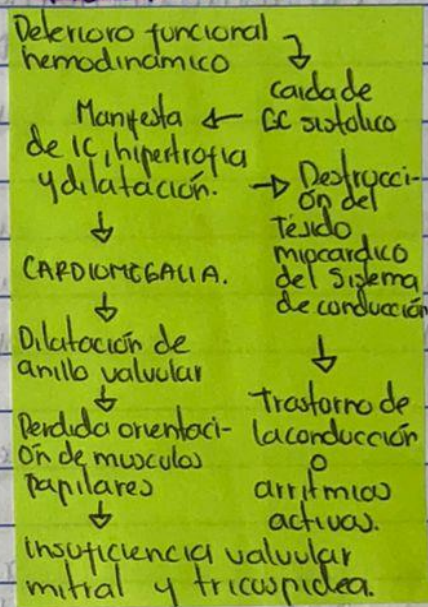 Deterioro funcional
hemodinámico
caida de
GC sistólico
Manifesta
de IC, hipertrofia
y dilatación.
Destrucci-
ón del
Tejido
miocardico
del Sistema
de conducción
CARDIOMEGALIA.
Dilatación de
anillo valvular
Perdida orientaci-
ón de musculos
papilares
Trastorno de
la conducción
o
arritmias
activas.
insuficiencia valvular
mitral y tricuspidea.